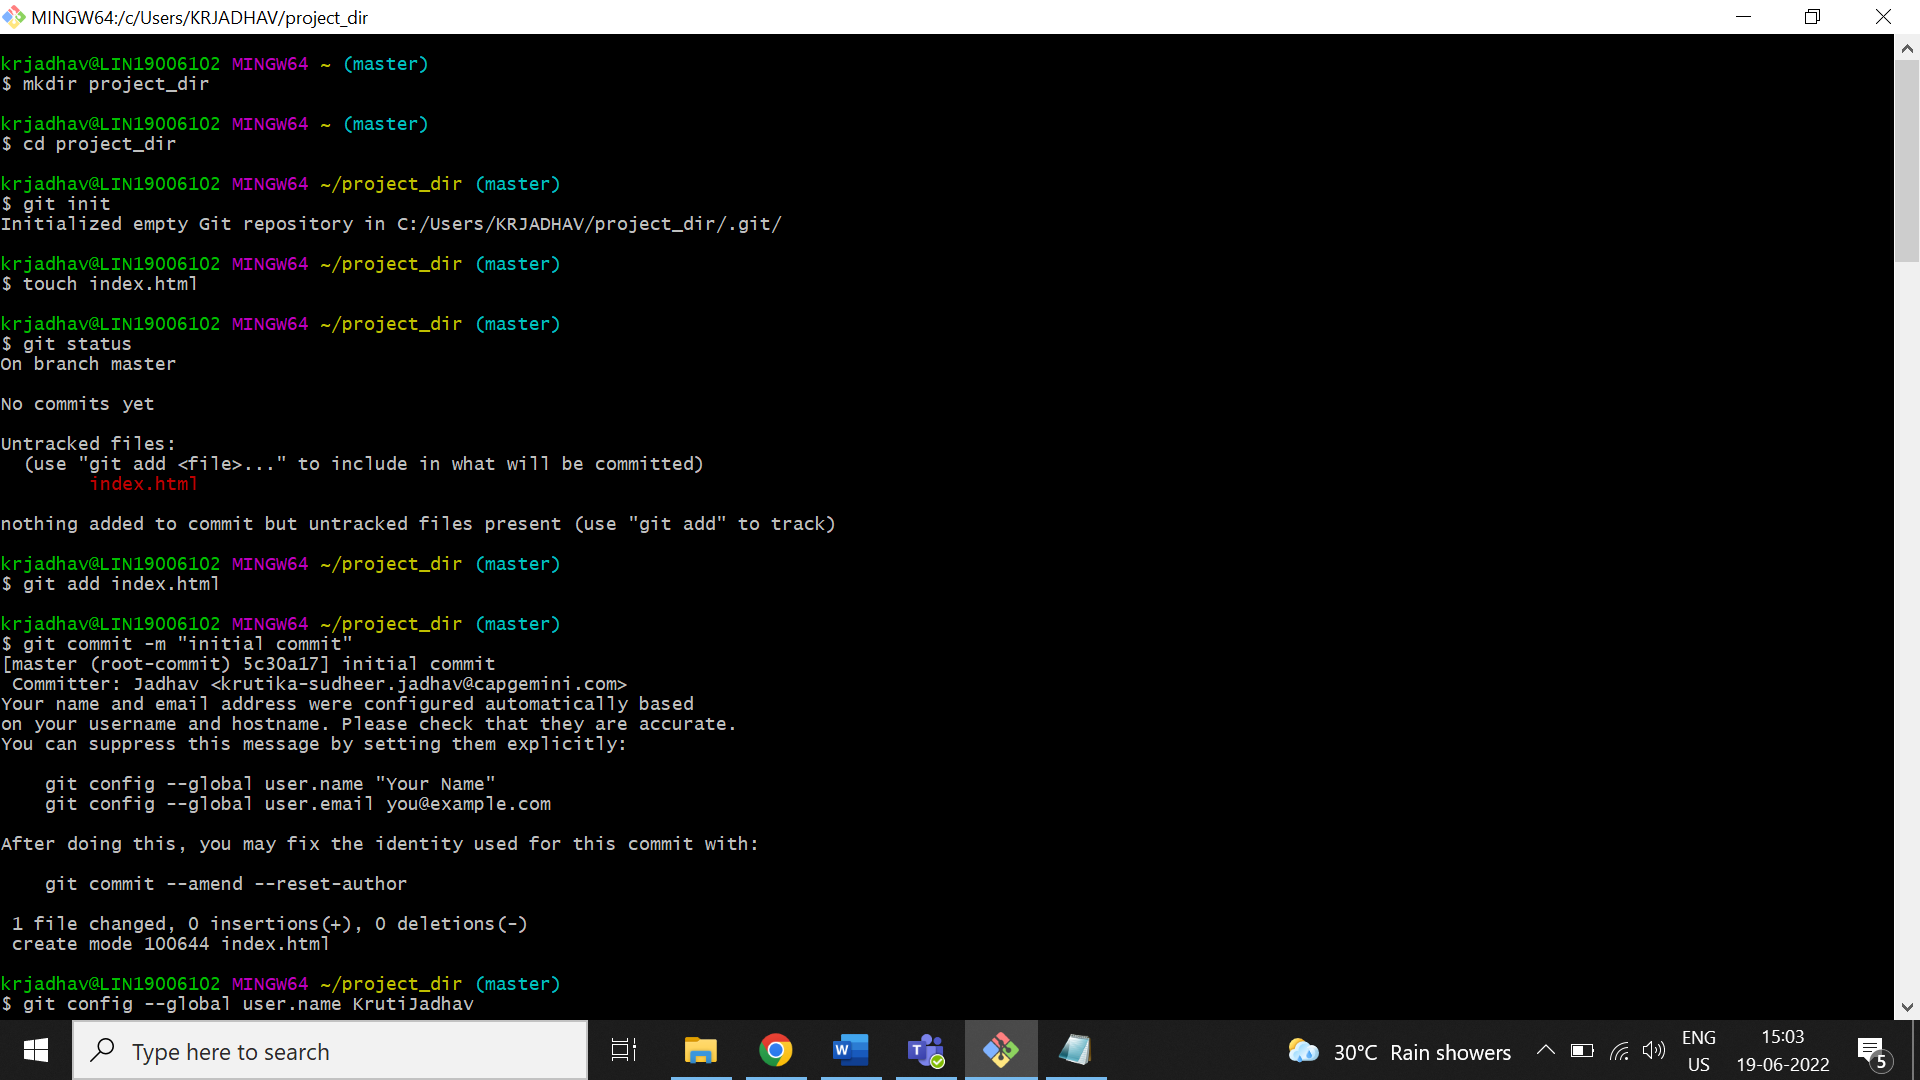 MINGW64:/c/Users/KRJADHAV/project_dir
krjadhav@LIN19006102 MINGW64 ~ (master)
$ mkdir project_dir
krjadhav@LIN19006102 MINGW64 ~ (master)
$ cd project_dir
krjadhav@LIN19006102 MINGW64 ~/project_dir (master)
$ git init
Initialized empty Git repository in C:/Users/KRJADHAV/project_dir/.git/
krjadhav@LIN19006102 MINGW64 ~/project_dir (master)
$ touch index.html
krjadhav@LIN19006102 MINGW64 ~/project_dir (master)
$ git status
On branch master
No commits yet
Untracked files:
  (use "git add <file>..." to include in what will be committed)
        index.html
nothing added to commit but untracked files present (use "git add" to track)
krjadhav@LIN19006102 MINGW64 ~/project_dir (master)
$ git add index.html
krjadhav@LIN19006102 MINGW64 ~/project_dir (master)
$ git commit -m "initial commit"
[master (root-commit) 5c30a17] initial commit
 Committer: Jadhav <krutika-sudheer.jadhav@capgemini.com>
Your name and email address were configured automatically based
on your username and hostname. Please check that they are accurate.
You can suppress this message by setting them explicitly:
    git config --global user.name "Your Name"
    git config --global user.email you@example.com
After doing this, you may fix the identity used for this commit with:
    git commit --amend --reset-author
 1 file changed, 0 insertions(+), 0 deletions(-)
 create mode 100644 index.html
krjadhav@LIN19006102 MINGW64 ~/project_dir (master)
$ git config --global user.name KrutiJadhav
Type here to search
30°C Rain showers
ENG
US
15:03
19-06-2022
5